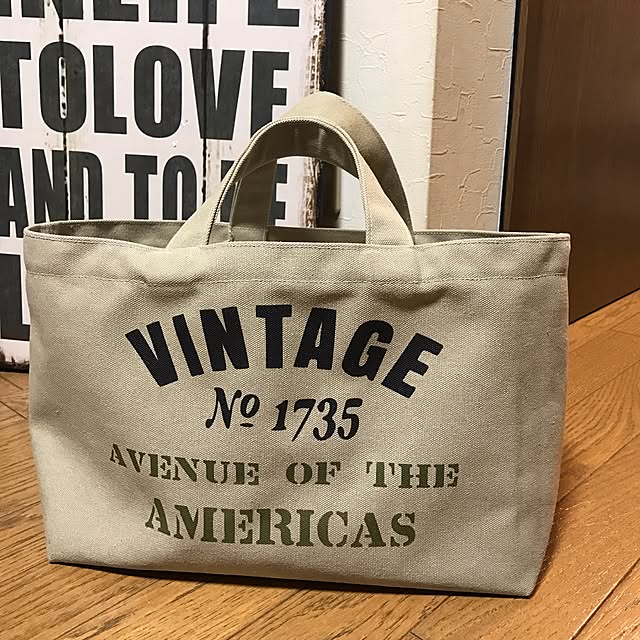 TOLOVE
AND TO
VINTAGE
No 1735
AVENUE OF THE
AMERICAS